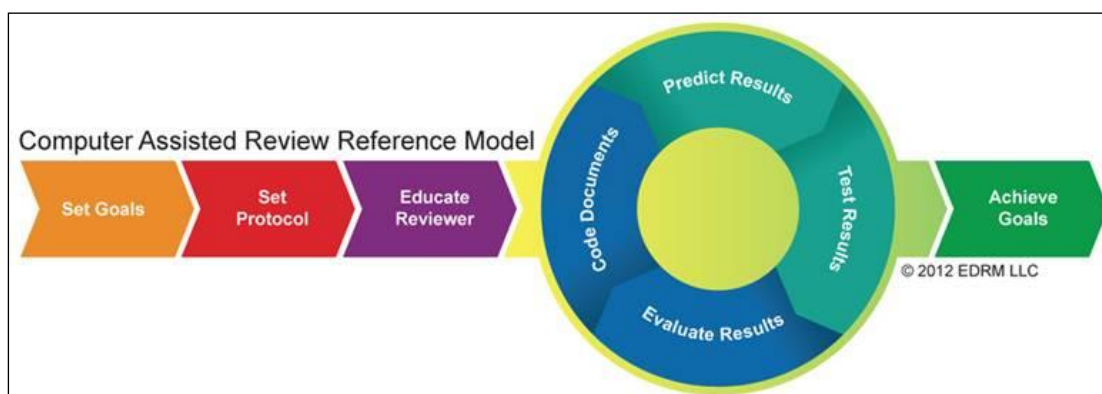 Computer Assisted Review Reference Model
Set Goals
Set
Protocol
Educate
Reviewer
Code Documents
Predict Results
Test Results
Evaluate Results
Achieve
Goals
© 2012 EDRM LLC